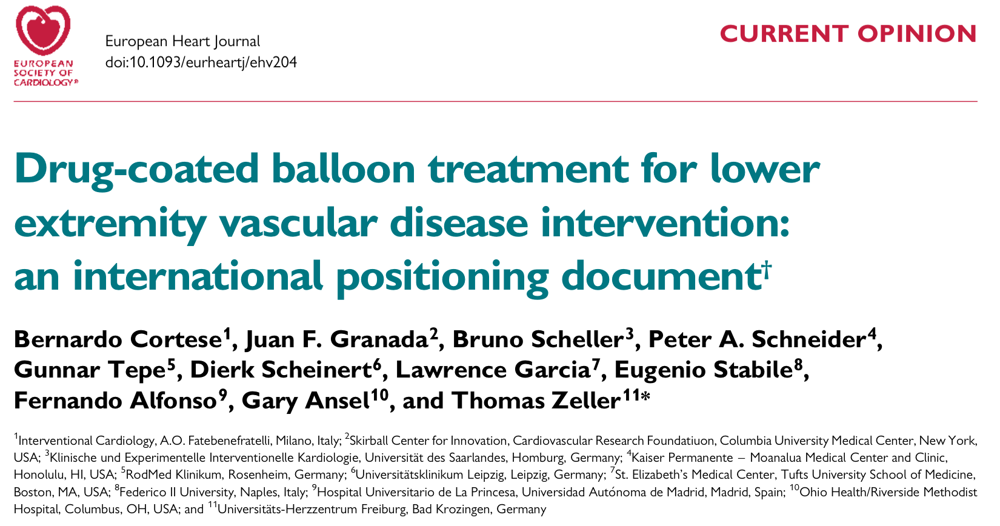 EUROPEAN
SOCIETY OF
CARDIOLOGY®
European Heart Journal
doi:10.1093/eurheartj/ehv204
CURRENT OPINION
Drug-coated balloon treatment for lower
extremity vascular disease intervention:
an international positioning document†
Bernardo Cortese1, Juan F. Granada2, Bruno Scheller3, Peter A. Schneider4,
Gunnar Tepe5, Dierk Scheinert6, Lawrence Garcia7, Eugenio Stabile8,
Fernando Alfonso9, Gary Ansel10, and Thomas Zeller11*
1Interventional Cardiology, A.O. Fatebenefratelli, Milano, Italy; 2Skirball Center for Innovation, Cardiovascular Research Foundatiuon, Columbia University Medical Center, New York,
USA; 3Klinische und Experimentelle Interventionelle Kardiologie, Universität des Saarlandes, Homburg, Germany; 4Kaiser Permanente – Moanalua Medical Center and Clinic,
Honolulu, HI, USA; 5RodMed Klinikum, Rosenheim, Germany; 6Universitätsklinikum Leipzig, Leipzig, Germany; 7St. Elizabeth's Medical Center, Tufts University School of Medicine,
Boston, MA, USA; 8Federico II University, Naples, Italy; 9Hospital Universitario de La Princesa, Universidad Autónoma de Madrid, Madrid, Spain; 10Ohio Health/Riverside Methodist
Hospital, Columbus, OH, USA; and 11Universitäts-Herzzentrum Freiburg, Bad Krozingen, Germany